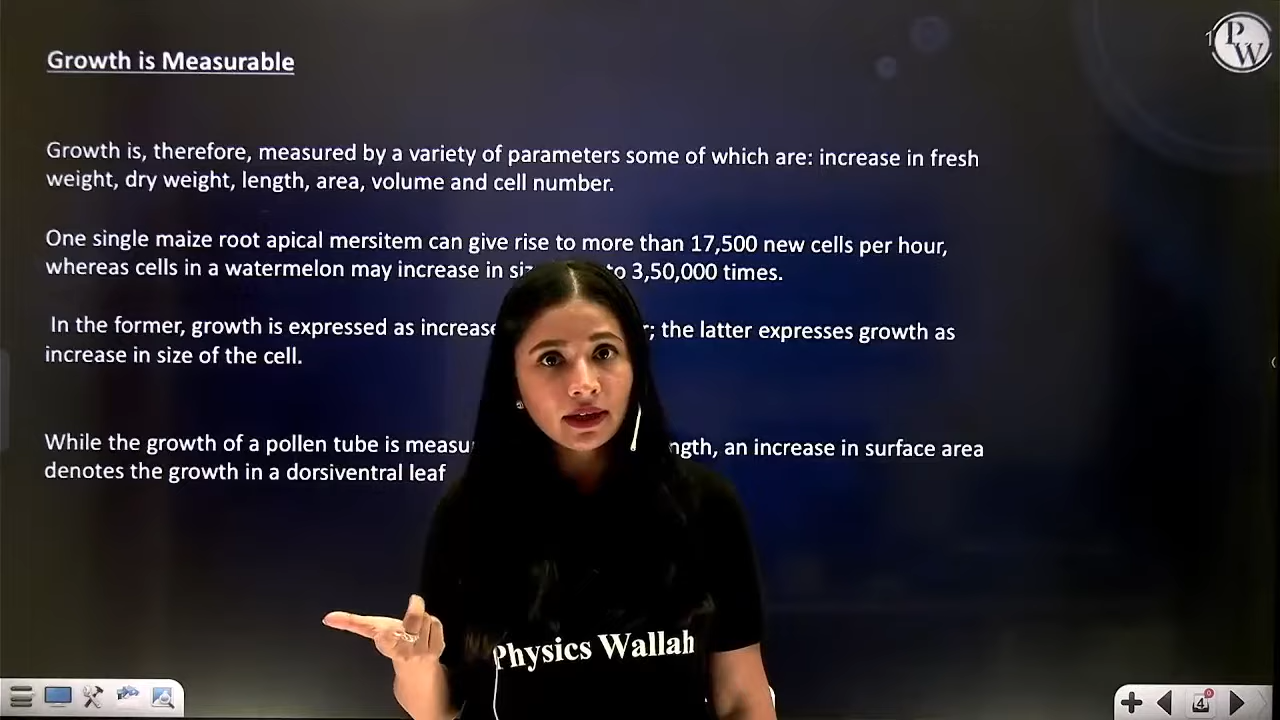 Growth is Measurable
PW
Growth is, therefore, measured by a variety of parameters some of which are: increase in fresh
weight, dry weight, length, area, volume and cell number.
One single maize root apical mersitem can give rise to more than 17,500 new cells per hour,
whereas cells in a watermelon may increase in to 3,50,000 times.
In the former, growth is expressed as increase ; the latter expresses growth as
increase in size of the cell.
While the growth of a pollen tube is an increase in surface area
denotes the growth in a dorsiventral leaf
Physics Wallah
4